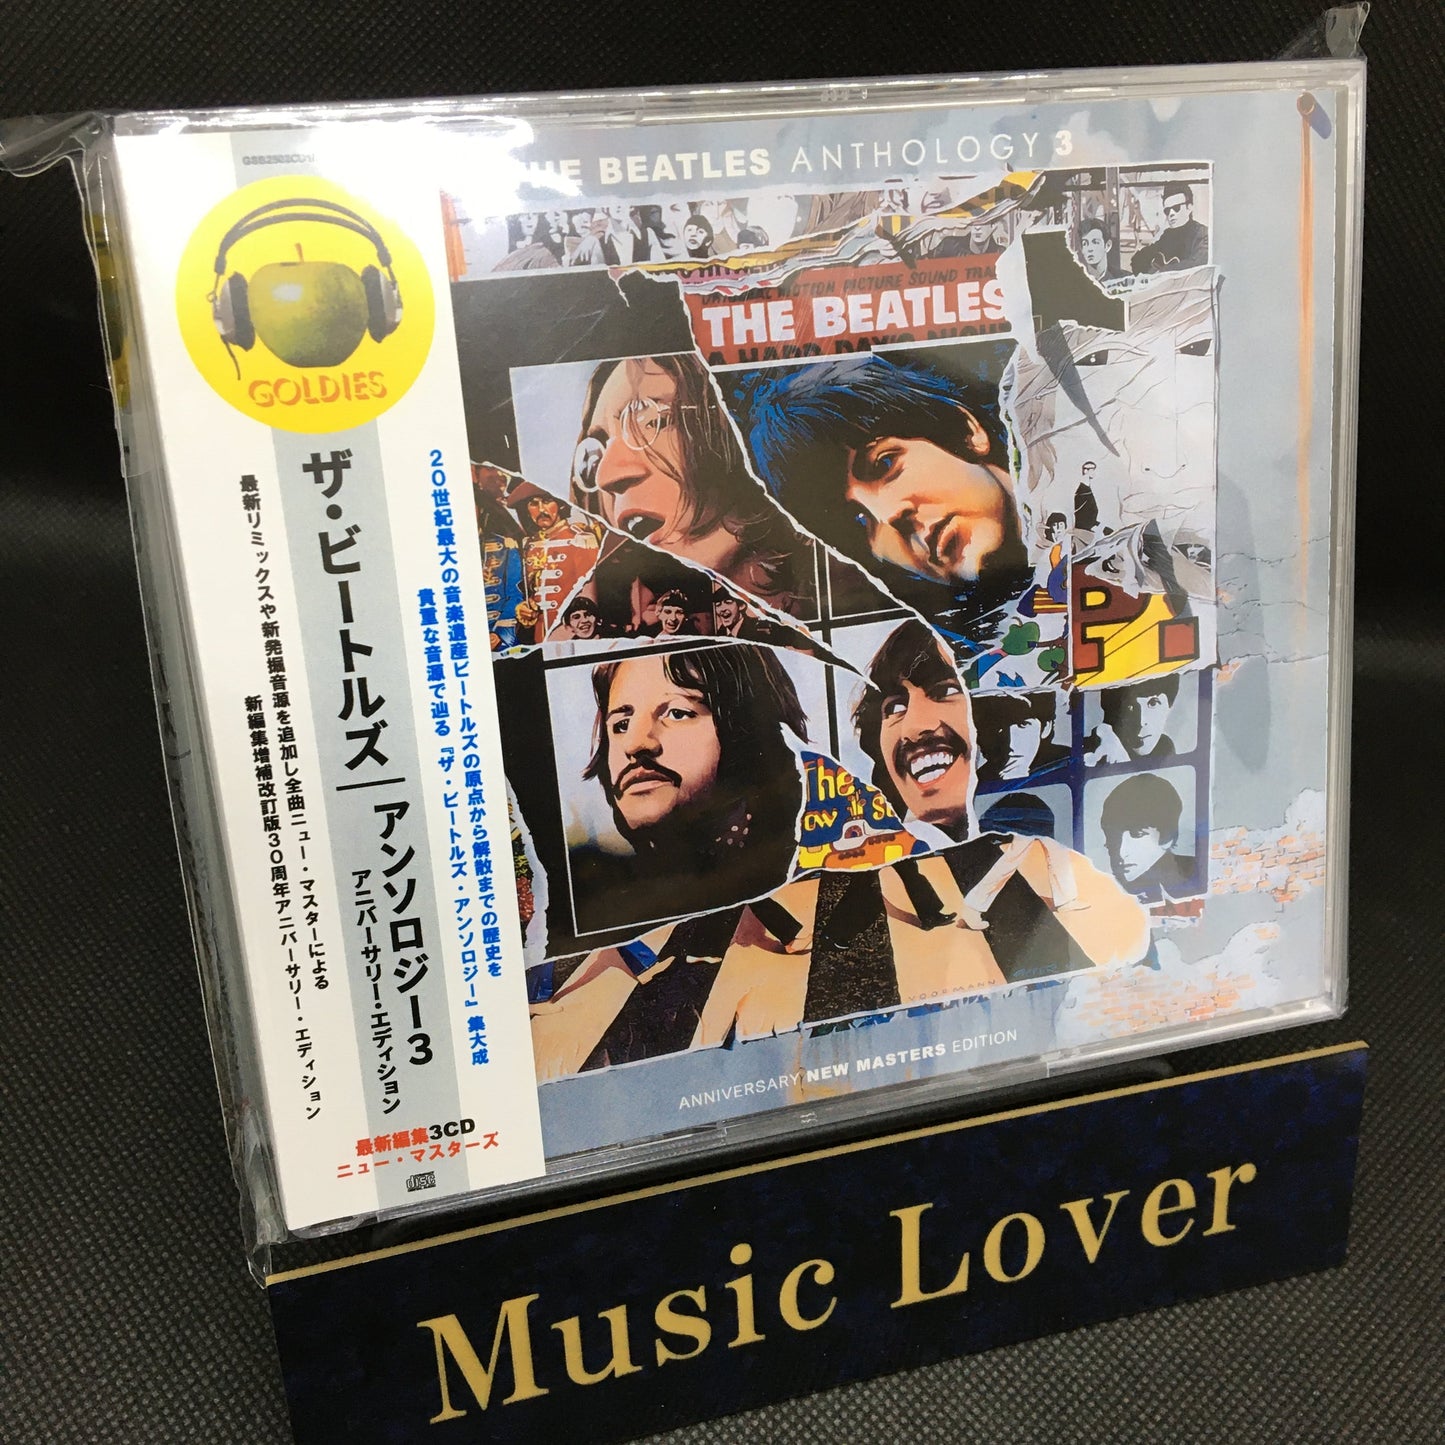 THE BEATLES ANTHOLOGY 3
GOLDIES
20世紀最大の音楽遺産ビートルズの原点から解散までの歴史を
貴重な音源で辿る『ザ・ビートルズ・アンソロジー』集大成
ザ・ビートルズ|アンソロジー3
アニバーサリー・エディション
最新リミックスや新発掘音源を追加し全曲ニュー・マスターによる
新編集増補改訂版30周年アニバーサリー・エディション
最新編集3CD
ニュー・マスターズ
disc
ORIGINAL MOTION PICTURE SOUND TRA
THE BEATLES
A HARD DAY'S NIGHT
The
ow
VOORMANN
ANNIVERSARY NEW MASTERS EDITION
Music Lover